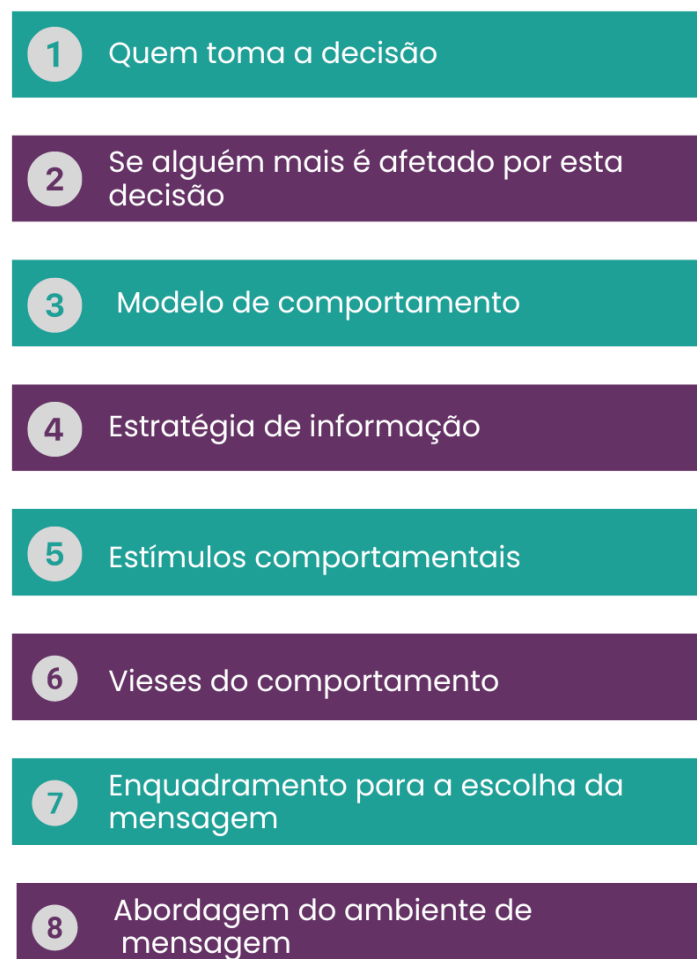 1 Quem toma a decisão
2 Se alguém mais é afetado por esta
decisão
3 Modelo de comportamento
4 Estratégia de informação
5 Estímulos comportamentais
6 Vieses do comportamento
7 Enquadramento para a escolha da
mensagem
8 Abordagem do ambiente de
mensagem